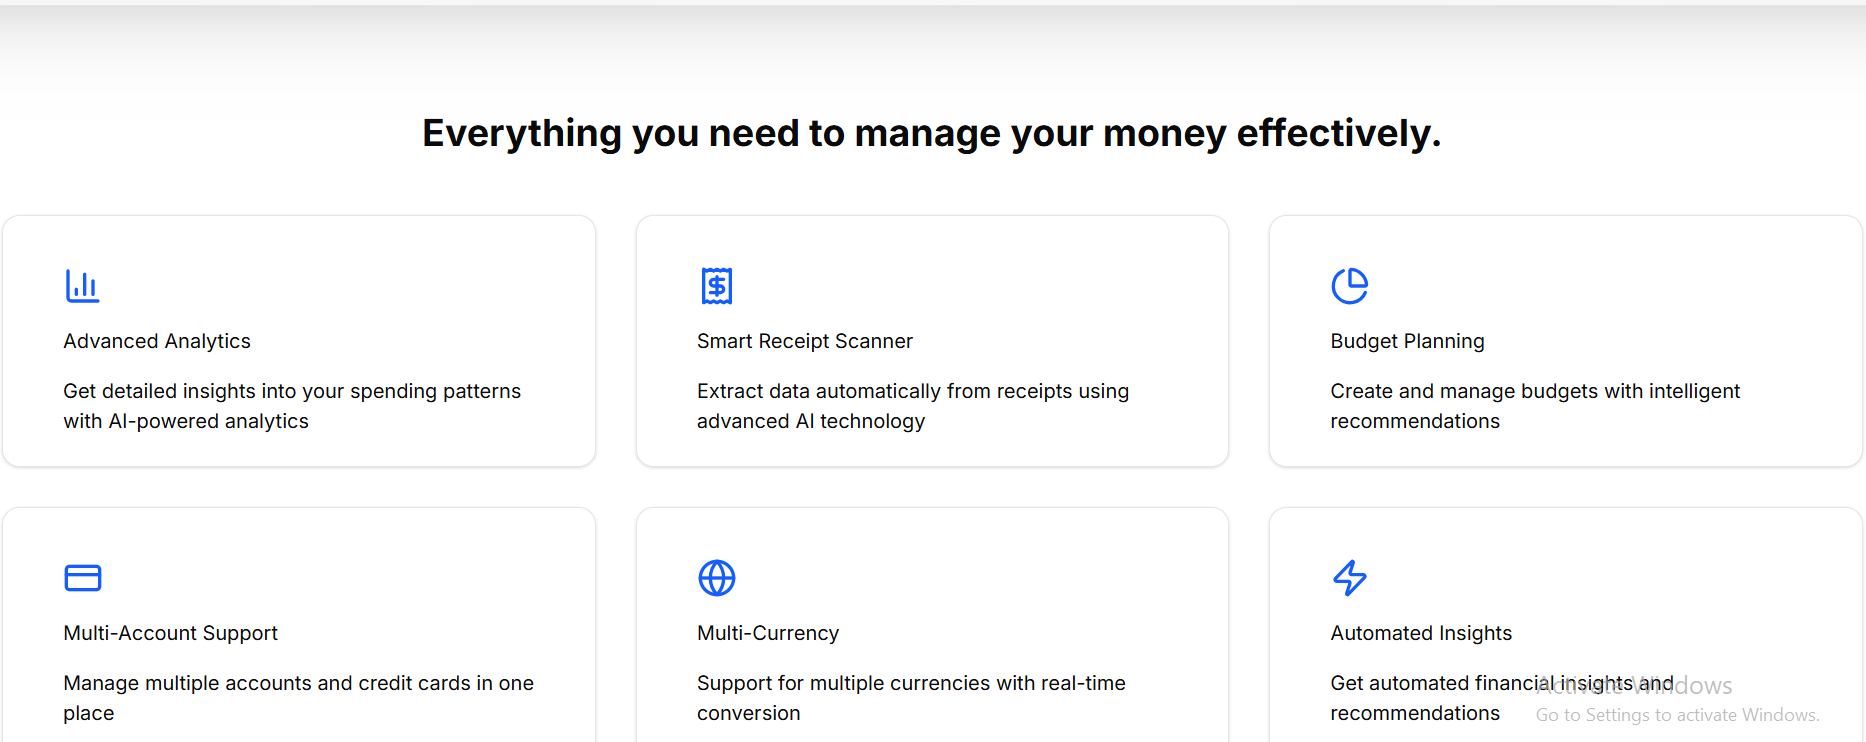 Everything you need to manage your money effectively.
Advanced Analytics
Get detailed insights into your spending patterns
with AI-powered analytics
Smart Receipt Scanner
Extract data automatically from receipts using
advanced AI technology
Budget Planning
Create and manage budgets with intelligent
recommendations
Multi-Account Support
Manage multiple accounts and credit cards in one
place
Multi-Currency
Support for multiple currencies with real-time
conversion
Automated Insights
Get automated financial insights and
recommendations
Activate Windows
Go to Settings to activate Windows.